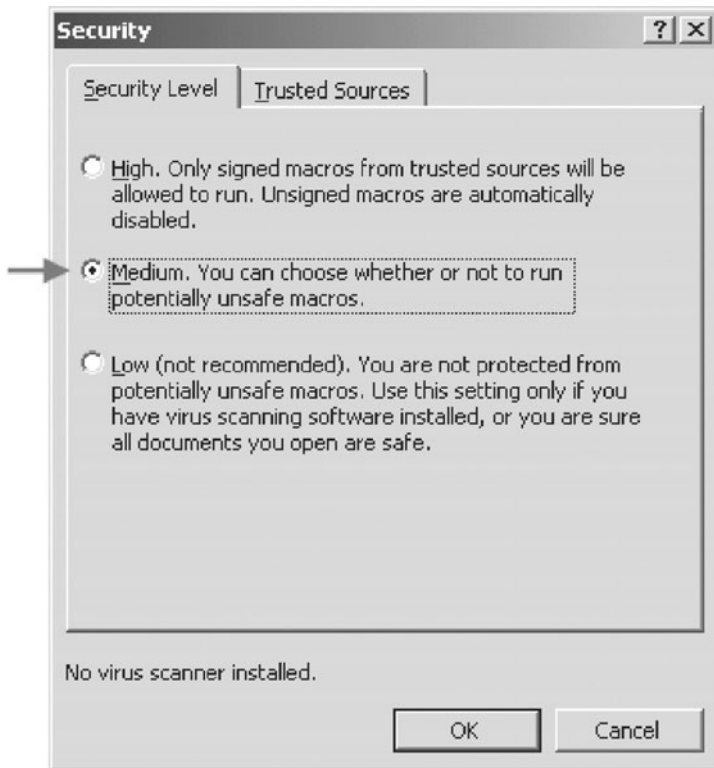 Security
Security Level
Trusted Sources
High. Only signed macros from trusted sources will be
allowed to run. Unsigned macros are automatically
disabled.
Medium. You can choose whether or not to run
potentially unsafe macros.
Low (not recommended). You are not protected from
potentially unsafe macros. Use this setting only if you
have virus scanning software installed, or you are sure
all documents you open are safe.
No virus scanner installed.
OK
Cancel